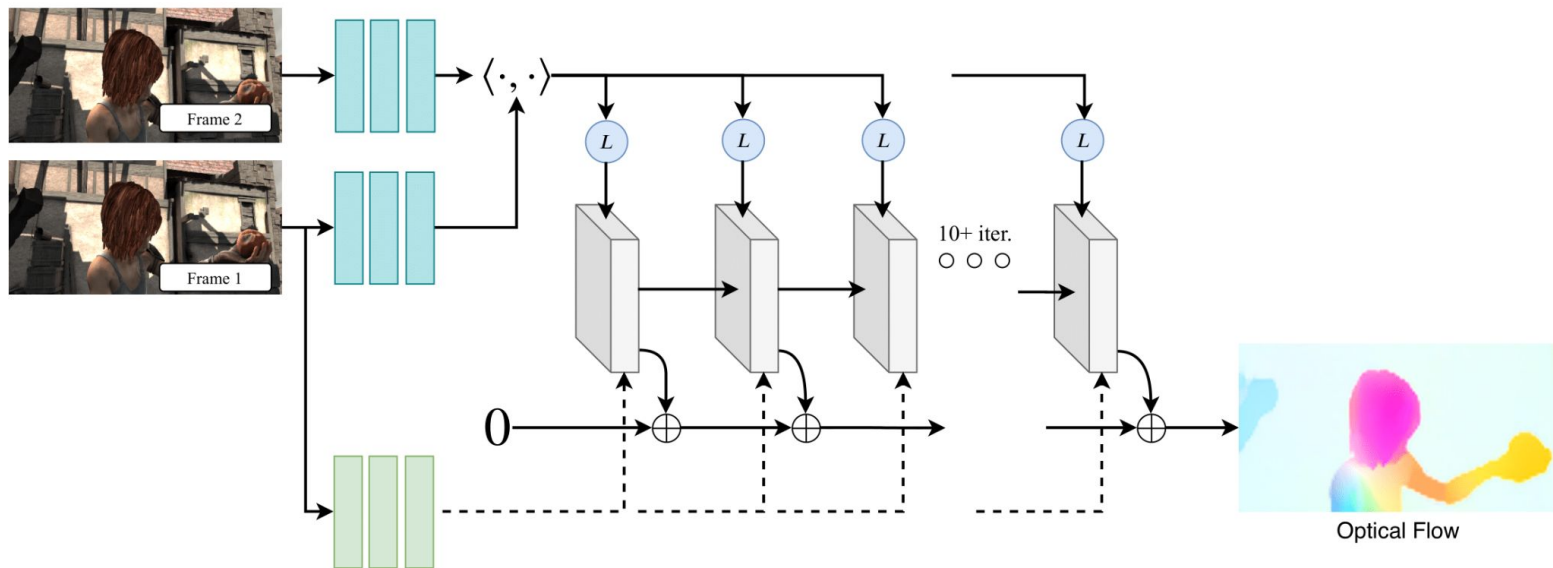 Frame 2
⟨·, ·⟩
L L L L
Frame 1
10+ iter.
0
Optical Flow